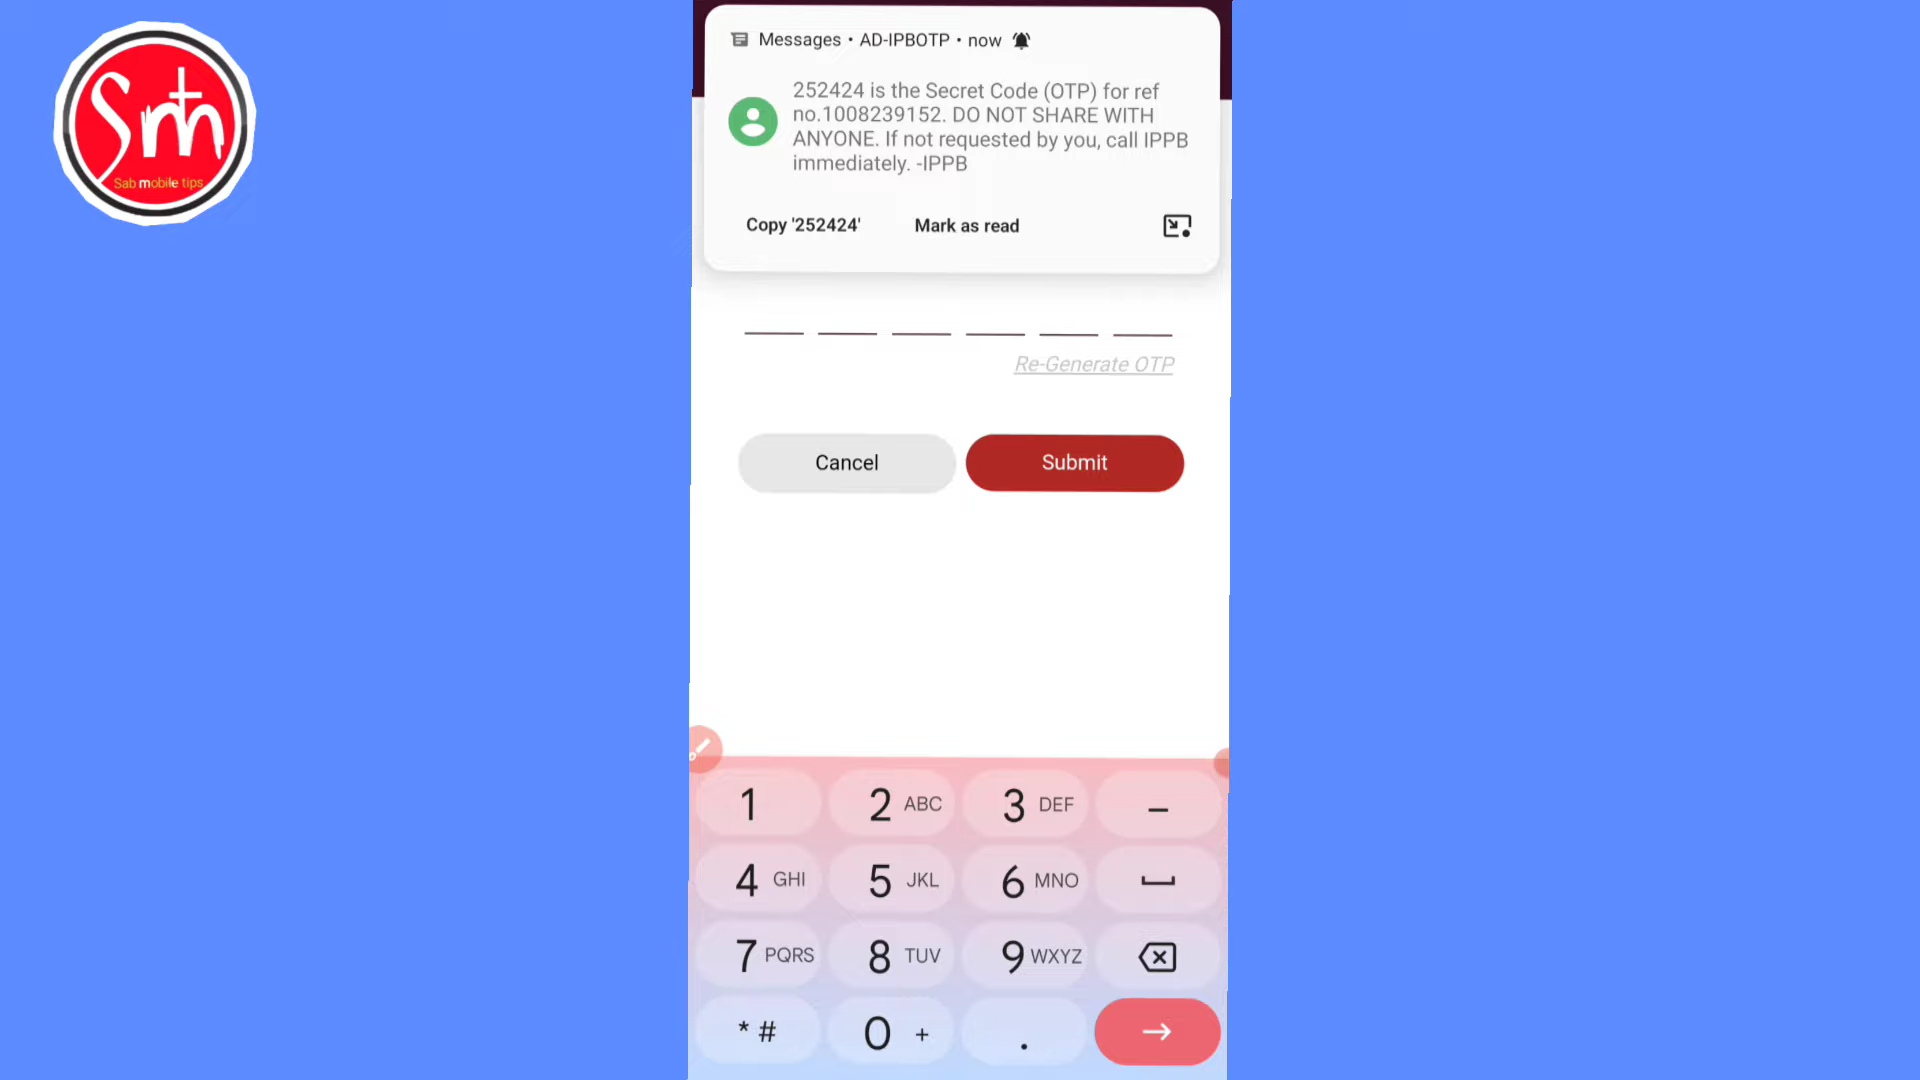 Smt
Sab mobile tips
Messages • AD-IPBOTP • now
252424 is the Secret Code (OTP) for ref
no.1008239152. DO NOT SHARE WITH
ANYONE. If not requested by you, call IPPB
immediately. -IPPB
Copy '252424'
Mark as read
Re-Generate OTP
Cancel
Submit
1
2 ABC
3 DEF
–
4 GHI
5 JKL
6 MNO
7 PQRS
8 TUV
9 WXYZ
* #
0 +
.